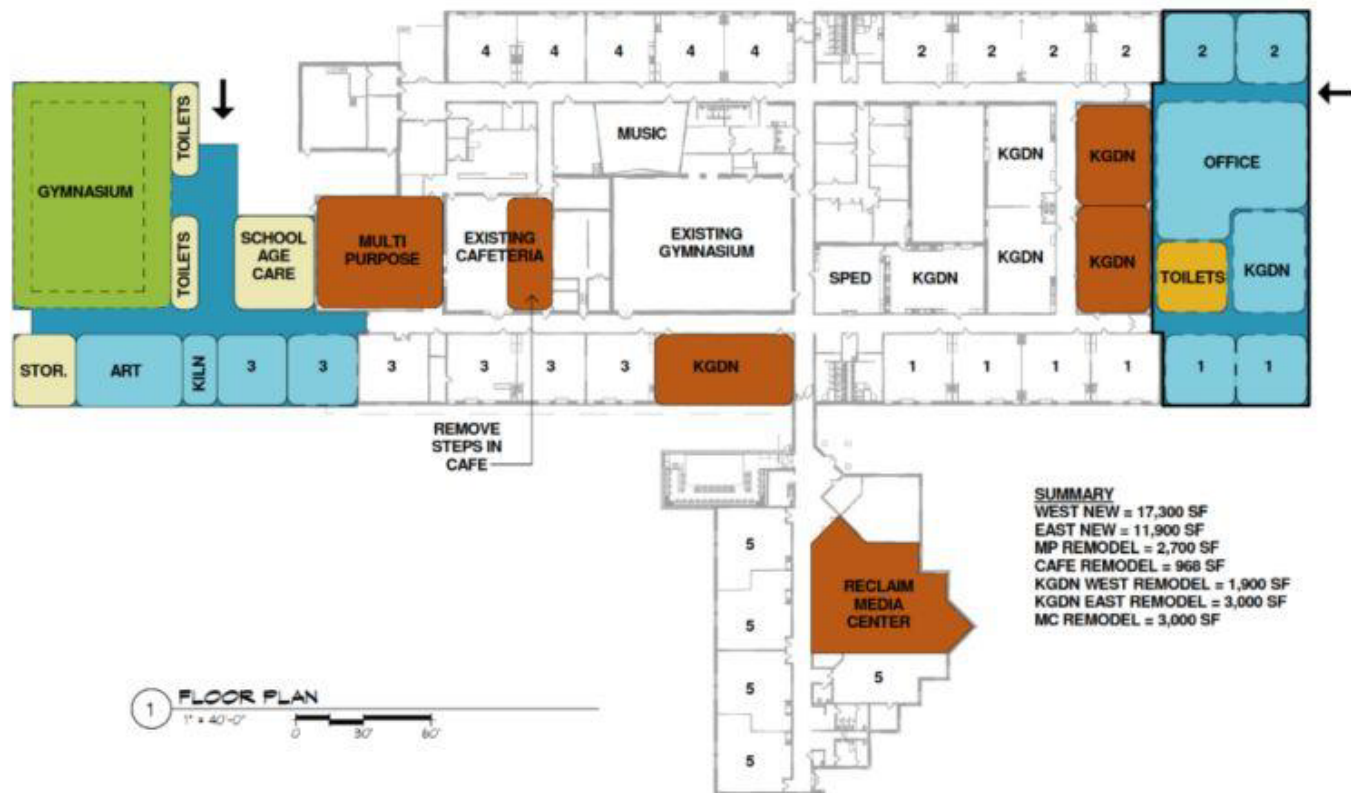 4 4 4 4 4 2 2 2 2 2 2
TOILETS
GYMNASIUM
TOILETS
SCHOOL
AGE
CARE
MULTI
PURPOSE
EXISTING
CAFETERIA
MUSIC
EXISTING
GYMNASIUM
SPED
KGDN
KGDN
KGDN
KGDN
KGDN
OFFICE
TOILETS
KGDN
STOR.
ART
KILN
3 3 3 3 3 3
KGDN
1 1 1 1 1 1
REMOVE
STEPS IN
CAFE
5
5
5
5
RECLAIM
MEDIA
CENTER
5
SUMMARY
WEST NEW = 17,300 SF
EAST NEW = 11,900 SF
MP REMODEL = 2,700 SF
CAFE REMODEL = 968 SF
KGDN WEST REMODEL = 1,900 SF
KGDN EAST REMODEL = 3,000 SF
MC REMODEL = 3,000 SF
1 FLOOR PLAN
1" = 40'-0"
0 30' 60'